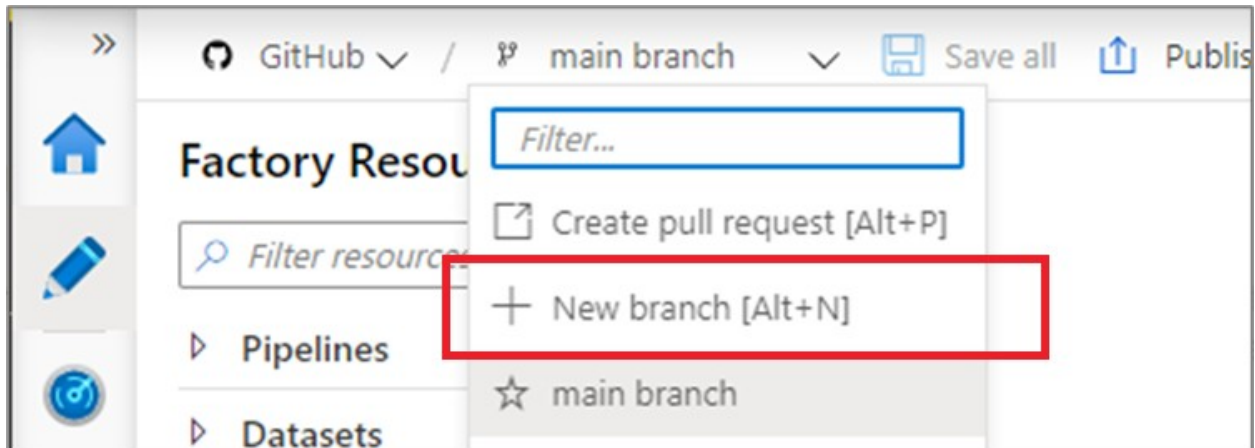 GitHub / main branch Save all Publis
Filter...
Factory Resou
Create pull request [Alt+P]
Filter resources
New branch [Alt+N]
Pipelines
main branch
Datasets